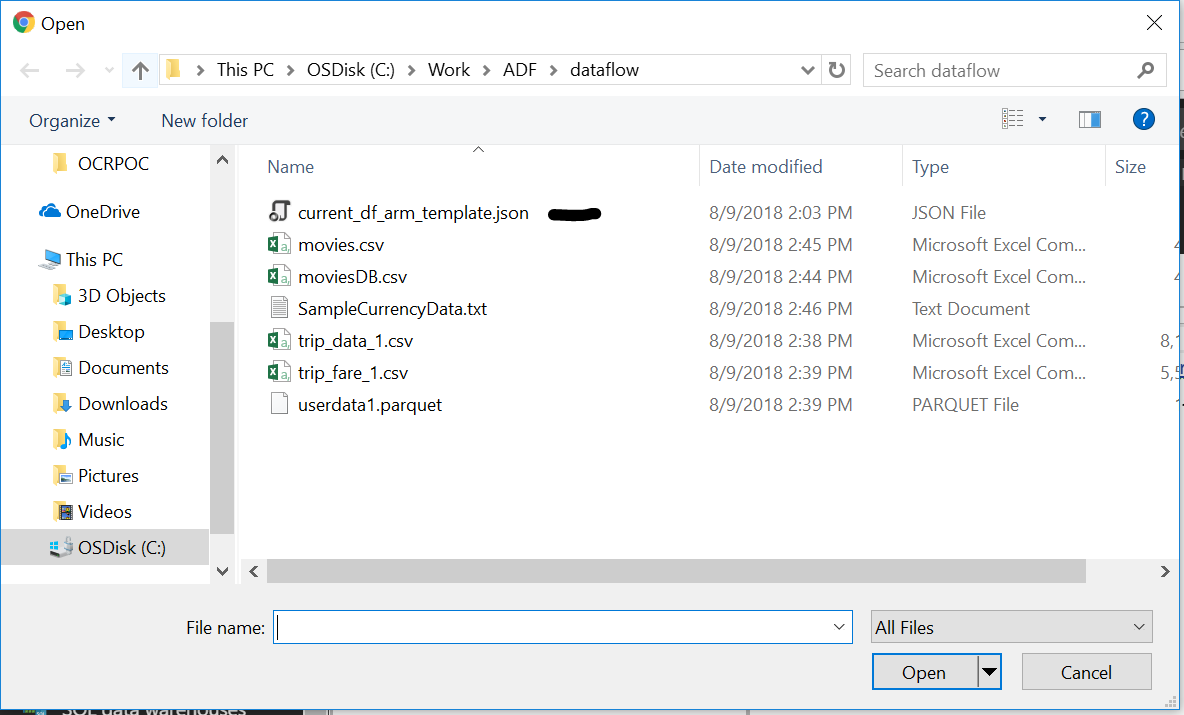 Open
This PC > OSDisk (C:) > Work > ADF > dataflow
Search dataflow
Organize
New folder
OCRPOC
OneDrive
This PC
3D Objects
Desktop
Documents
Downloads
Music
Pictures
Videos
OSDisk (C:)
Name Date modified Type Size
current_df_arm_template.json 8/9/2018 2:03 PM JSON File
movies.csv 8/9/2018 2:45 PM Microsoft Excel Com...
moviesDB.csv 8/9/2018 2:44 PM Microsoft Excel Com...
SampleCurrencyData.txt 8/9/2018 2:46 PM Text Document
trip_data_1.csv 8/9/2018 2:38 PM Microsoft Excel Com... 8,1
trip_fare_1.csv 8/9/2018 2:39 PM Microsoft Excel Com... 5,5
userdata1.parquet 8/9/2018 2:39 PM PARQUET File
File name:
All Files
Open
Cancel
SQL data warehouses